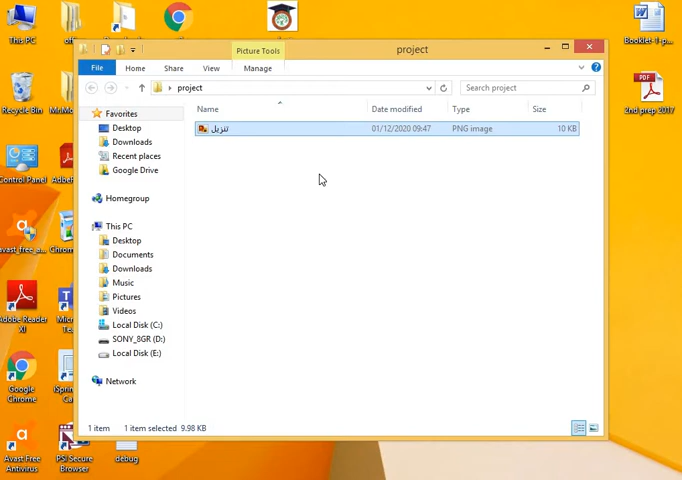 This PC
Picture Tools
project
File
Home
Share
View
Manage
project
Search project
Favorites
Desktop
Downloads
Recent places
Google Drive
Homegroup
This PC
Desktop
Documents
Downloads
Music
Pictures
Videos
Local Disk (C:)
SONY_8GR (D:)
Local Disk (E:)
Network
Name
Date modified
Type
Size
تنزيل
01/12/2020 09:47
PNG image
10 KB
1 item
1 item selected
9.98 KB
Recycle Bin
Control Panel
avast_free_a...
Adobe Reader
XI
Google
Chrome
Avast Free
Antivirus
PSI Secure
Browser
debug
Booklet-1-p...
2nd prep 2017